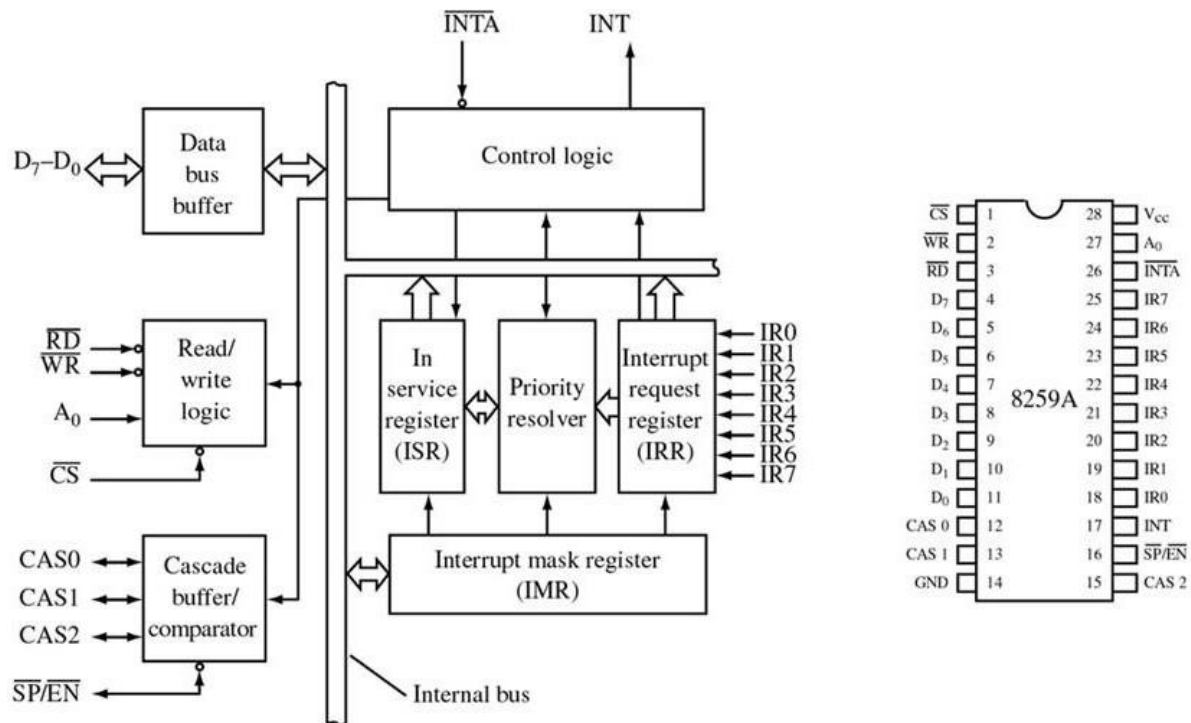 INTA
INT
D7–D0
Data
bus
buffer
Control logic
RD
WR
A0
CS
Read/
write
logic
In
service
register
(ISR)
Priority
resolver
Interrupt
request
register
(IRR)
IR0
IR1
IR2
IR3
IR4
IR5
IR6
IR7
CAS0
CAS1
CAS2
SP/EN
Cascade
buffer/
comparator
Interrupt mask register
(IMR)
Internal bus
CS 1 28 Vcc
WR 2 27 A0
RD 3 26 INTA
D7 4 25 IR7
D6 5 24 IR6
D5 6 23 IR5
D4 7 22 IR4
8259A
D3 8 21 IR3
D2 9 20 IR2
D1 10 19 IR1
D0 11 18 IR0
CAS 0 12 17 INT
CAS 1 13 16 SP/EN
GND 14 15 CAS 2